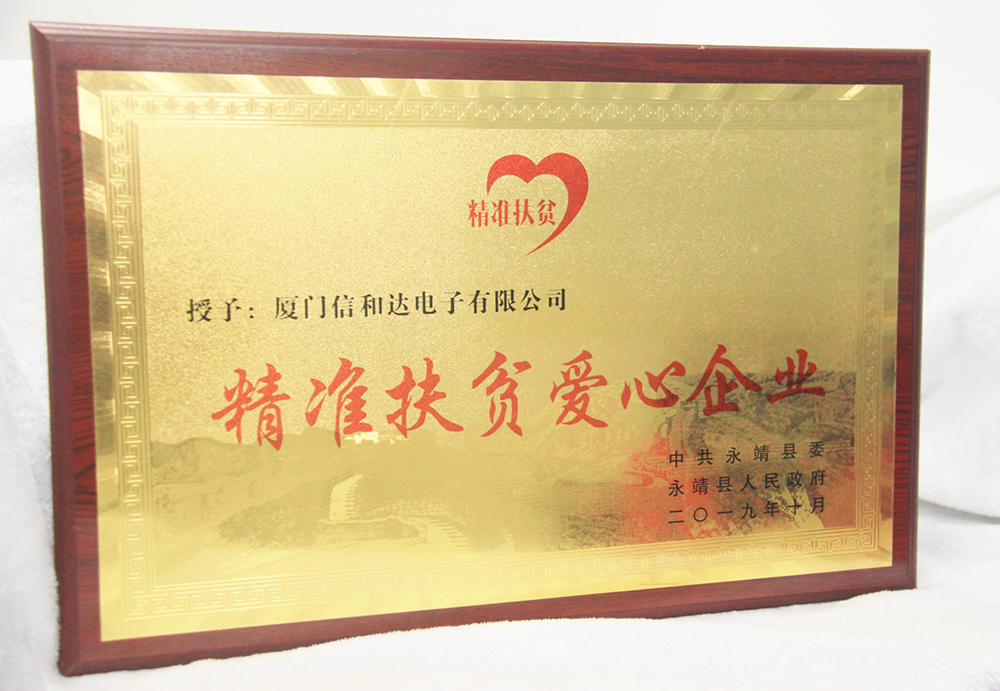 精准扶贫
授予：厦门信和达电子有限公司
精准扶贫爱心企业
中共永靖县委
永靖县人民政府
二〇一九年十月